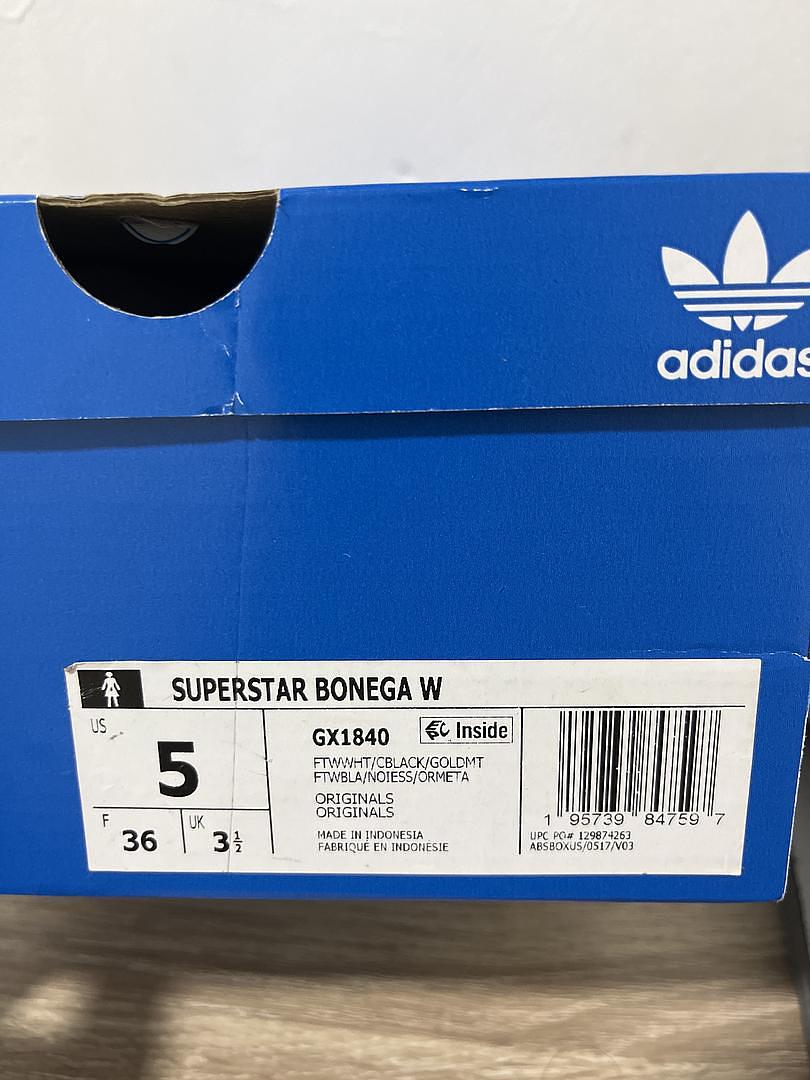 adidas
SUPERSTAR BONEGA W
US
5
F
36
UK
3½
GX1840
Inside
FTWWHT/CBLACK/GOLDMT
FTWBLA/NOIESS/ORMETA
ORIGINALS
ORIGINALS
MADE IN INDONESIA
FABRIQUÉ EN INDONÉSIE
1 95739 84759 7
UPC PO# 129874263
ABSBOXUS/0517/V03